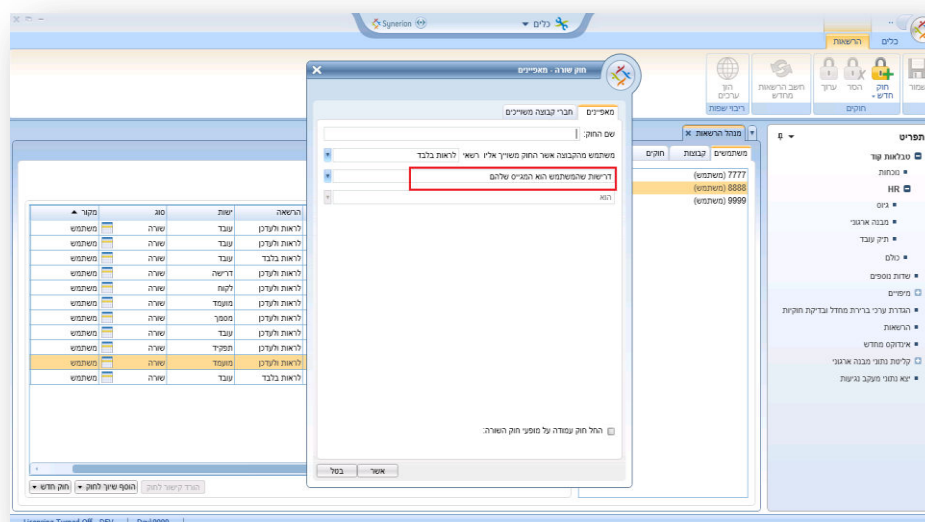 Synerion
כלים
כלים
הרשאות
שמור
חוק חדש
הסר
ערוך
חוקים
חשב הרשאות מחדש
הון ערכים
ריבוי שפות
תפריט
טבלאות קוד
נוכחות
HR
גיוס
מבנה ארגוני
תיק עובד
כולם
שדות נוספים
מיפויים
הגדרת ערכי ברירת מחדל ובדיקת חוקיות
הרשאות
אינדוקס מחדש
קליטת נתוני מבנה ארגוני
יצא נתוני מעקב נגיעות
מנהל הרשאות
משתמשים
קבוצות
חוקים
7777 (משתמש)
8888 (משתמש)
9999 (משתמש)
חוק שורה - מאפיינים
מאפיינים
חברי קבוצה משוייכים
שם החוק:
משתמש מהקבוצה אשר החוק משוייך אליו רשאי לראות בלבד
דרישות שהמשתמש הוא המגייס שלהם
הוא
החל חוק עמודה על מופעי חוק השורה:
אשר
בטל
הרשאה ישות סוג מקור
לראות ולעדכן עובד שורה משתמש
לראות ולעדכן עובד שורה משתמש
לראות בלבד עובד שורה משתמש
לראות ולעדכן דרישה שורה משתמש
לראות ולעדכן לקוח שורה משתמש
לראות ולעדכן מועמד שורה משתמש
לראות ולעדכן מסמך שורה משתמש
לראות ולעדכן עובד שורה משתמש
לראות ולעדכן תפקיד שורה משתמש
לראות ולעדכן מועמד שורה משתמש
לראות בלבד עובד שורה משתמש
הורד קישור לחוק
הוסף שיוך לחוק
חוק חדש